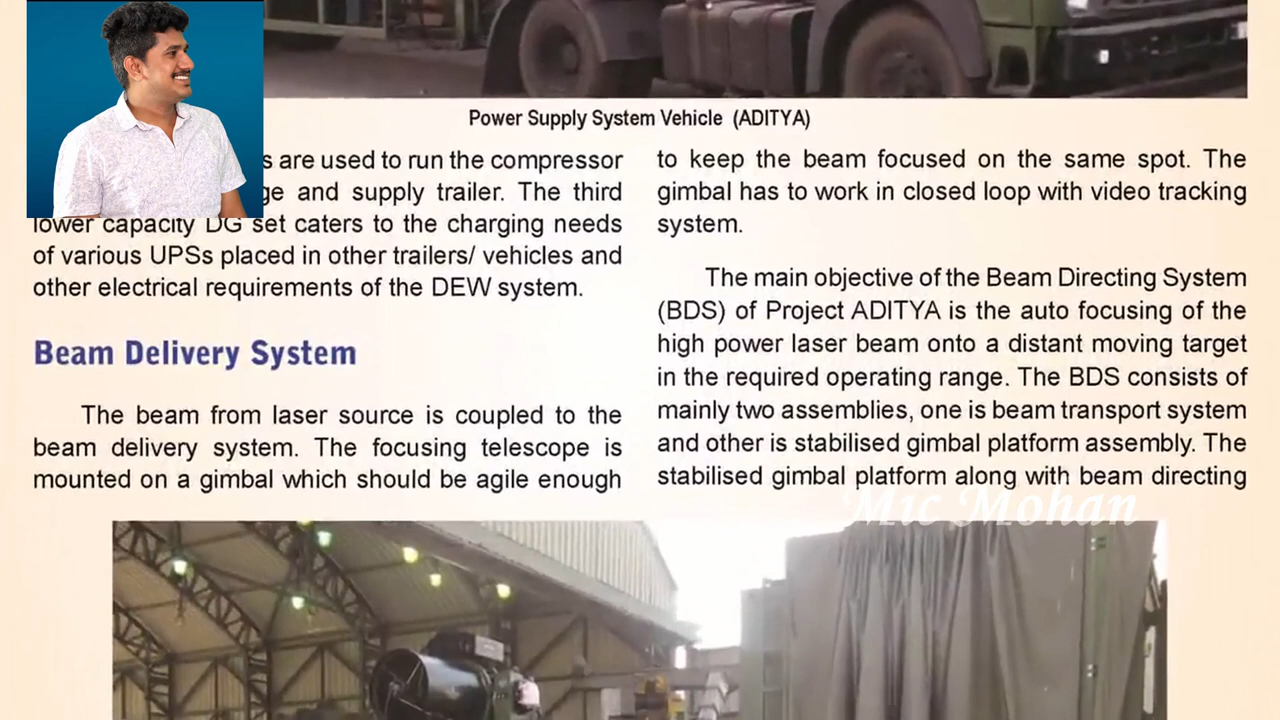 Power Supply System Vehicle (ADITYA)
s are used to run the compressor
ge and supply trailer. The third
lower capacity DG set caters to the charging needs
of various UPSs placed in other trailers/ vehicles and
other electrical requirements of the DEW system.
Beam Delivery System
The beam from laser source is coupled to the
beam delivery system. The focusing telescope is
mounted on a gimbal which should be agile enough
to keep the beam focused on the same spot. The
gimbal has to work in closed loop with video tracking
system.
The main objective of the Beam Directing System
(BDS) of Project ADITYA is the auto focusing of the
high power laser beam onto a distant moving target
in the required operating range. The BDS consists of
mainly two assemblies, one is beam transport system
and other is stabilised gimbal platform assembly. The
stabilised gimbal platform along with beam directing
Mic Mohan